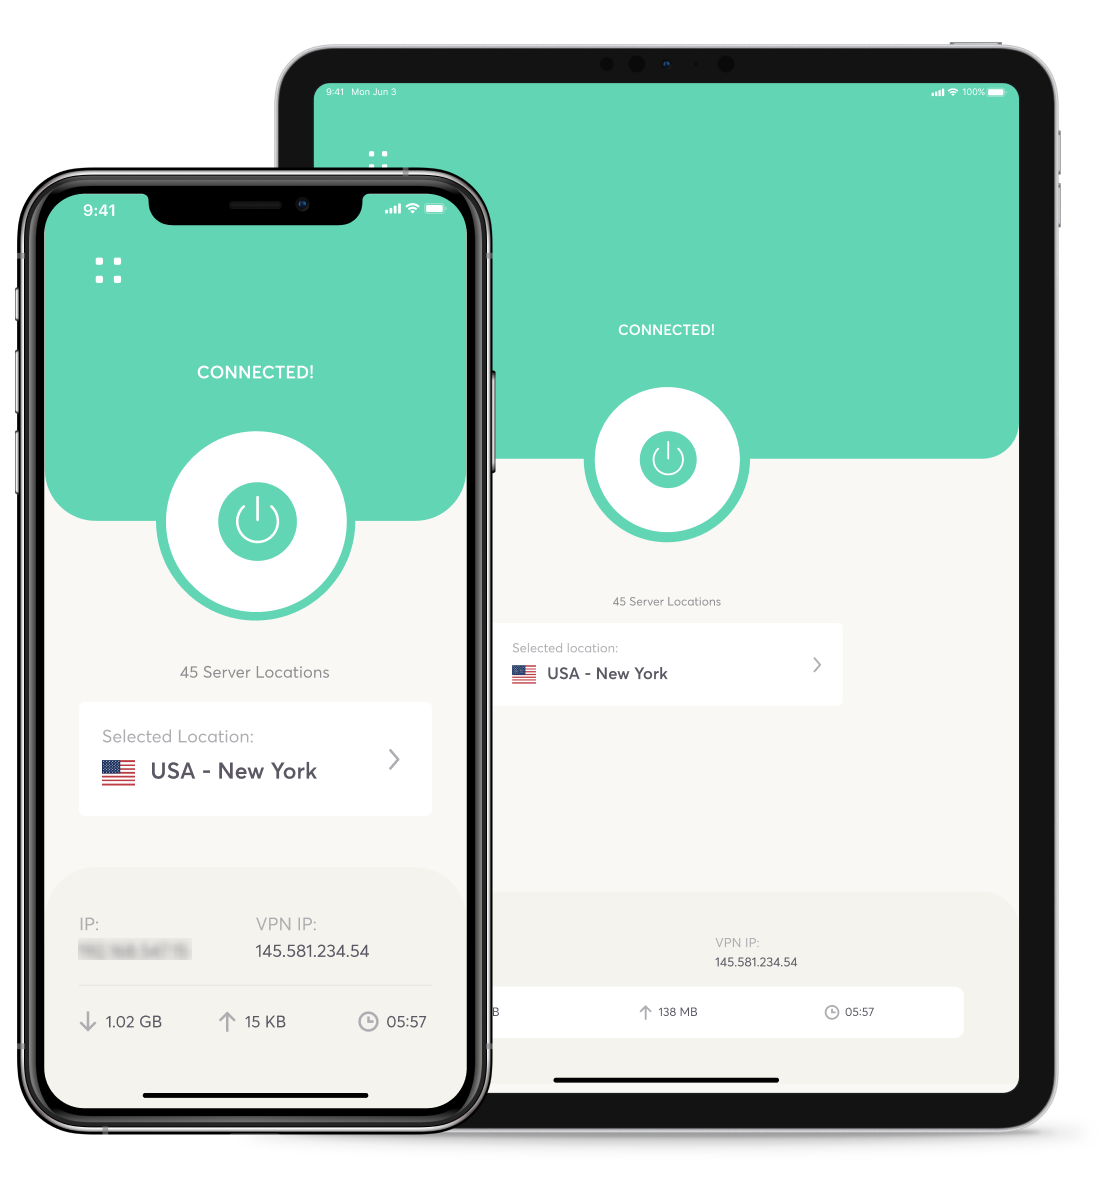 9:41 Mon Jun 3
100%
CONNECTED!
45 Server Locations
Selected location:
USA - New York
VPN IP:
145.581.234.54
B
138 MB
05:57
9:41
CONNECTED!
45 Server Locations
Selected Location:
USA - New York
IP:
VPN IP:
145.581.234.54
1.02 GB
15 KB
05:57